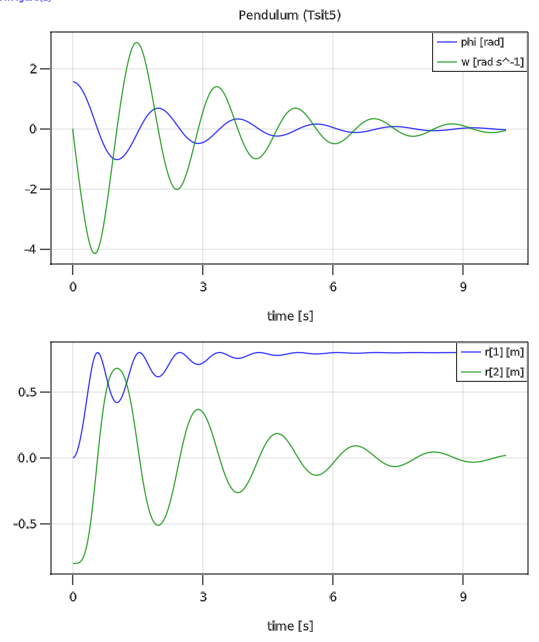 Pendulum (Tsit5)
phi [rad]
w [rad s^-1]
2
0
-2
-4
0 3 6 9
time [s]
r[1] [m]
r[2] [m]
0.5
0.0
-0.5
0 3 6 9
time [s]